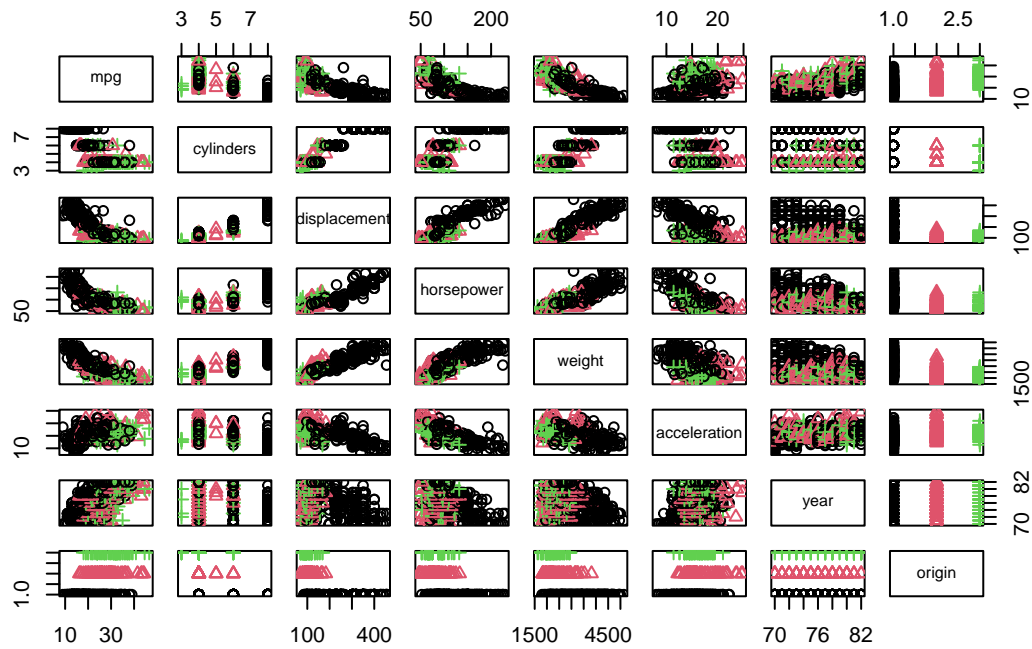 3 5 7 50 200 10 20 1.0 2.5
mpg
10
3 7
cylinders
displacement
100
50
horsepower
weight
1500
10
acceleration
year
70 82
1.0
origin
10 30 100 400 1500 4500 70 76 82